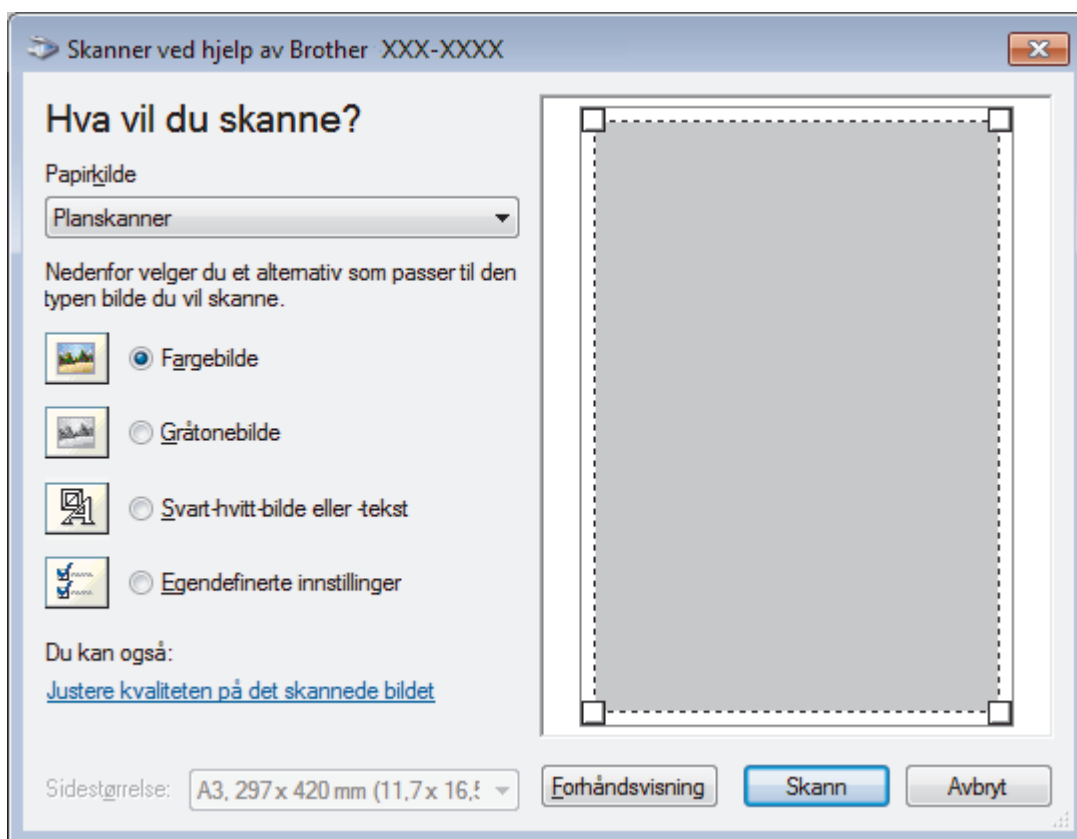 Skanner ved hjelp av Brother XXX-XXXX
Hva vil du skanne?
Papirkilde
Planskanner
Nedenfor velger du et alternativ som passer til den
typen bilde du vil skanne.
Fargebilde
Gråtonebilde
Svart-hvitt-bilde eller -tekst
Egendefinerte innstillinger
Du kan også:
Justere kvaliteten på det skannede bildet
Sidestørrelse:
A3, 297 x 420 mm (11,7 x 16,5
Forhåndsvisning
Skann
Avbryt